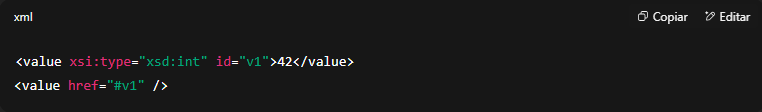 xml
Copiar
Editar
<value xsi:type="xsd:int" id="v1">42</value>
<value href="#v1" />